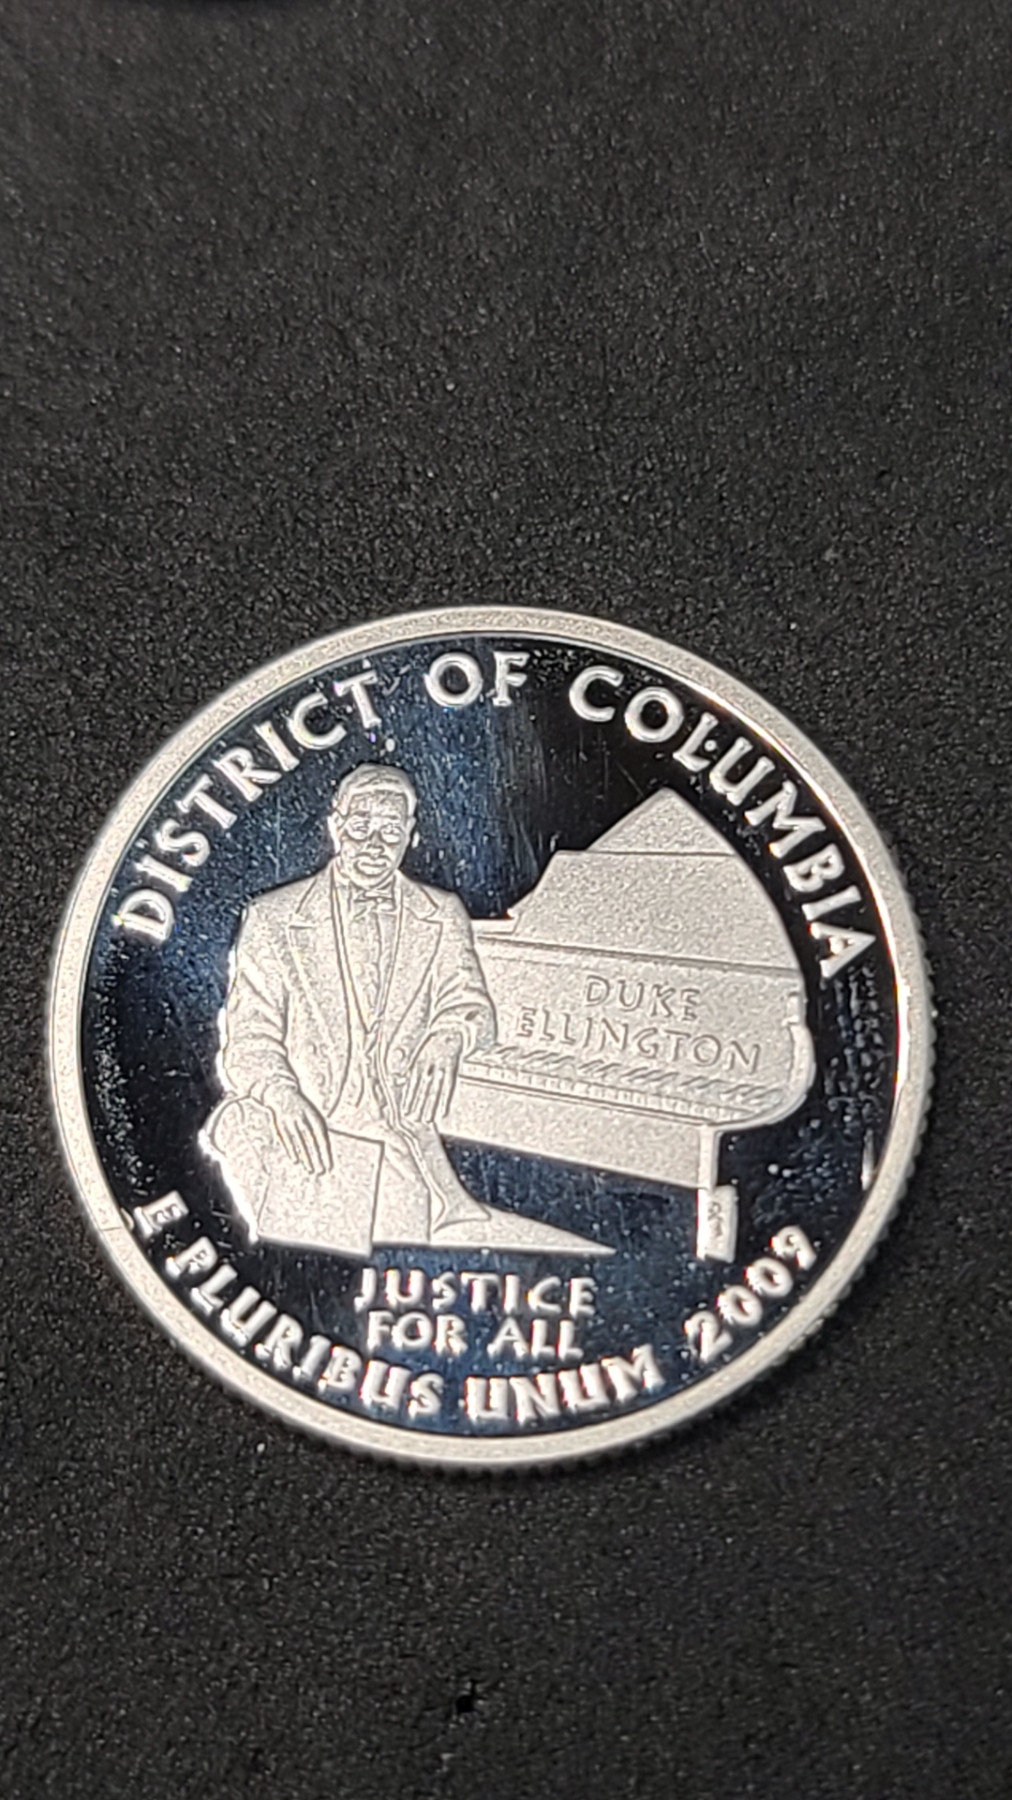 DISTRICT OF COLUMBIA
DUKE
ELLINGTON
JUSTICE
FOR ALL
E PLURIBUS UNUM 2009